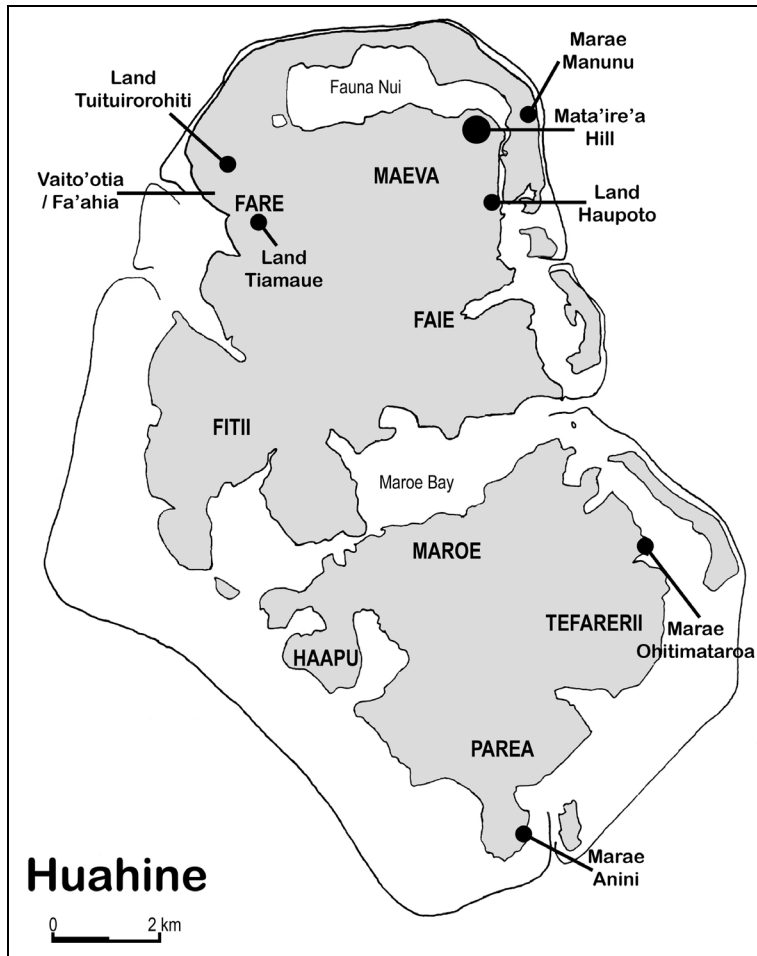 Marae
Manunu
Land
Tuituirorohiti
Fauna Nui
Mata'ire'a
Hill
MAEVA
Vaito'otia
/ Fa'ahia
FARE
Land
Haupoto
Land
Tiamaue
FAIE
FITII
Maroe Bay
MAROE
TEFARERII
Marae
Ohitimataroa
HAAPU
PAREA
Marae
Anini
Huahine
0 2 km